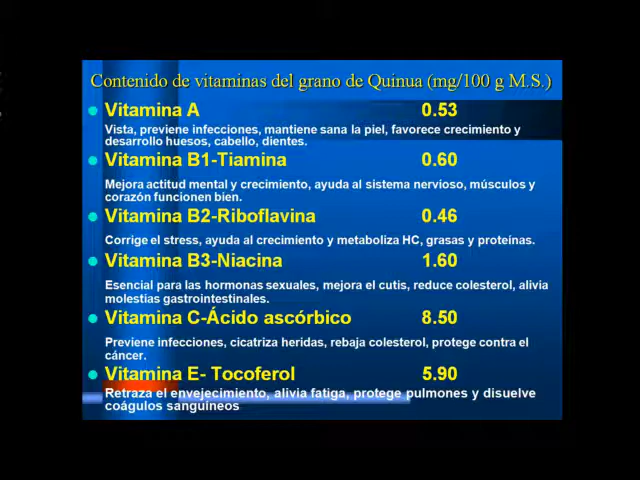 Contenido de vitaminas del grano de Quinua (mg/100 g M.S.)
Vitamina A 0.53
Vista, previene infecciones, mantiene sana la piel, favorece crecimiento y
desarrollo huesos, cabello, dientes.
Vitamina B1-Tiamina 0.60
Mejora actitud mental y crecimiento, ayuda al sistema nervioso, músculos y
corazón funcionen bien.
Vitamina B2-Riboflavina 0.46
Corrige el stress, ayuda al crecimiento y metaboliza HC, grasas y proteínas.
Vitamina B3-Niacina 1.60
Esencial para las hormonas sexuales, mejora el cutis, reduce colesterol, alivia
molestías gastrointestinales.
Vitamina C-Ácido ascórbico 8.50
Previene infecciones, cicatriza heridas, rebaja colesterol, protege contra el
cáncer.
Vitamina E- Tocoferol 5.90
Retraza el envejecimiento, alivia fatiga, protege pulmones y disuelve
coágulos sanguíneos